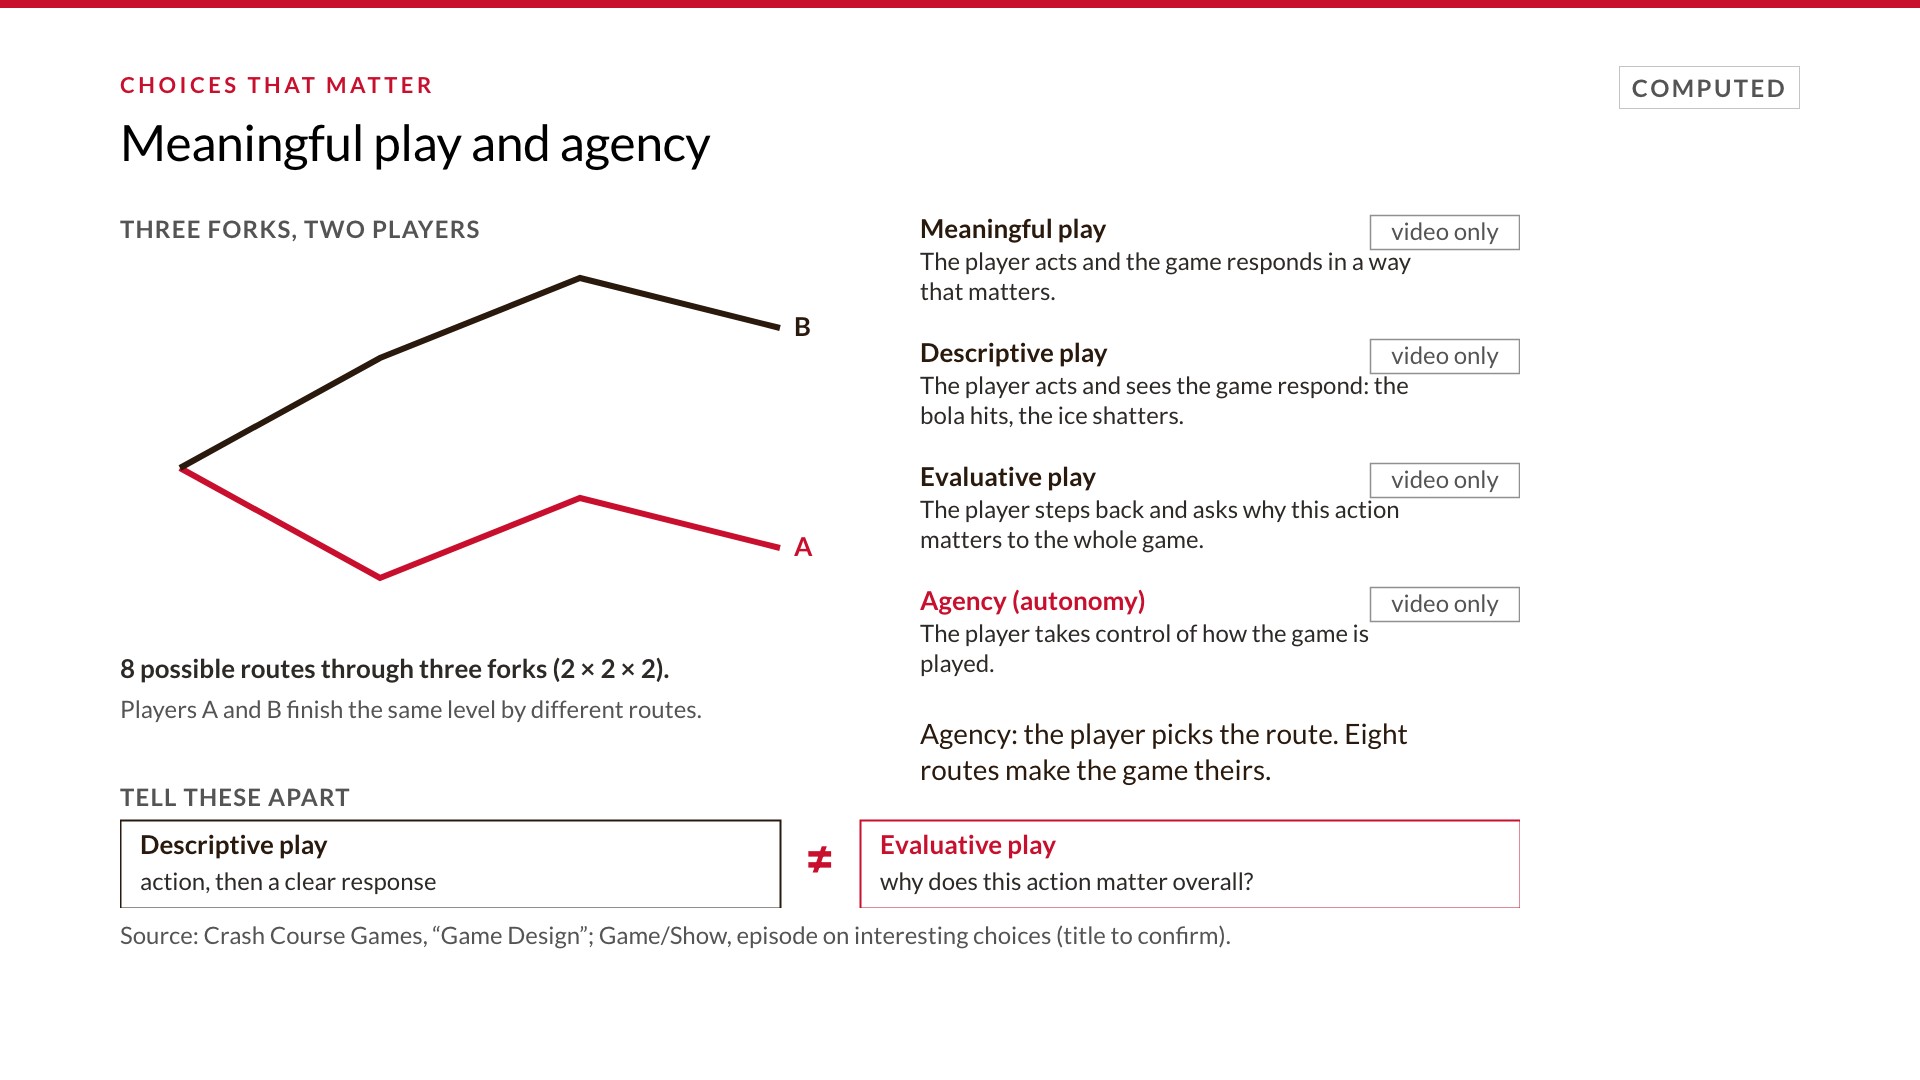 CHOICES THAT MATTER
COMPUTED
Meaningful play and agency
THREE FORKS, TWO PLAYERS
B
A
8 possible routes through three forks (2 × 2 × 2).
Players A and B finish the same level by different routes.
Meaningful play
video only
The player acts and the game responds in a way
that matters.
Descriptive play
video only
The player acts and sees the game respond: the
bola hits, the ice shatters.
Evaluative play
video only
The player steps back and asks why this action
matters to the whole game.
Agency (autonomy)
video only
The player takes control of how the game is
played.
Agency: the player picks the route. Eight
routes make the game theirs.
TELL THESE APART
Descriptive play
action, then a clear response
≠
Evaluative play
why does this action matter overall?
Source: Crash Course Games, “Game Design”; Game/Show, episode on interesting choices (title to confirm).